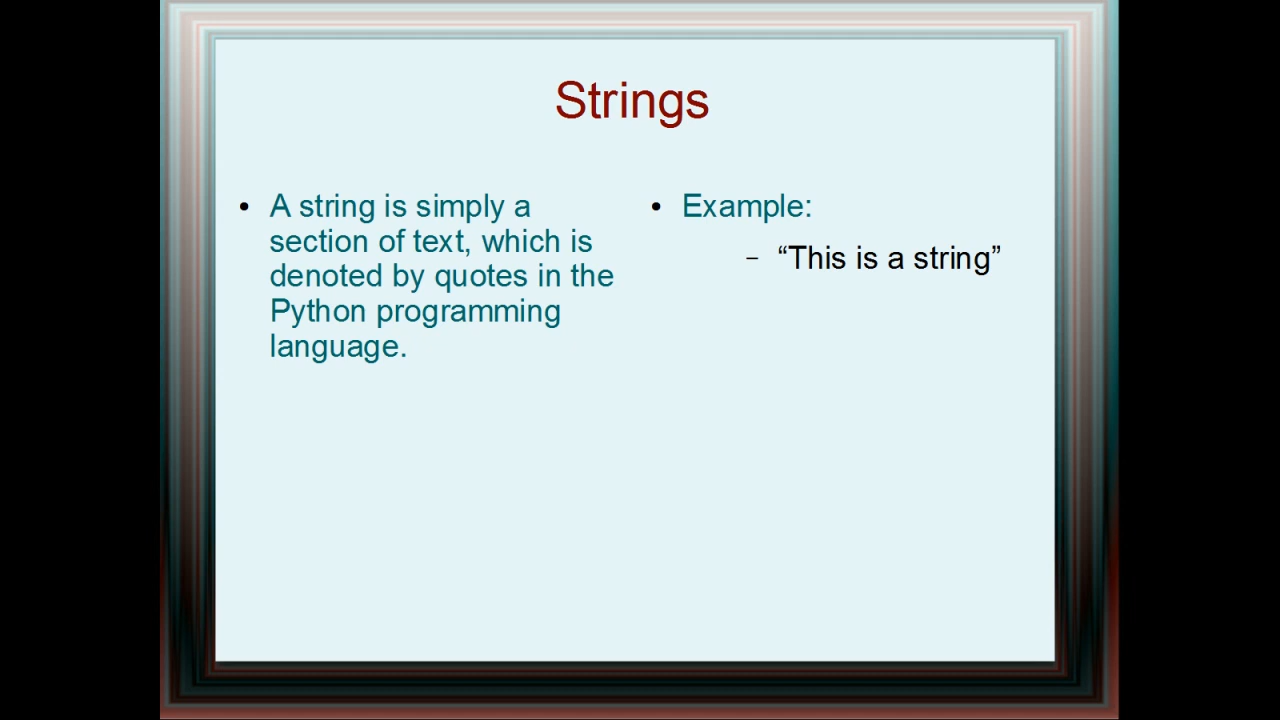 Strings
• A string is simply a
section of text, which is
denoted by quotes in the
Python programming
language.
• Example:
– “This is a string”